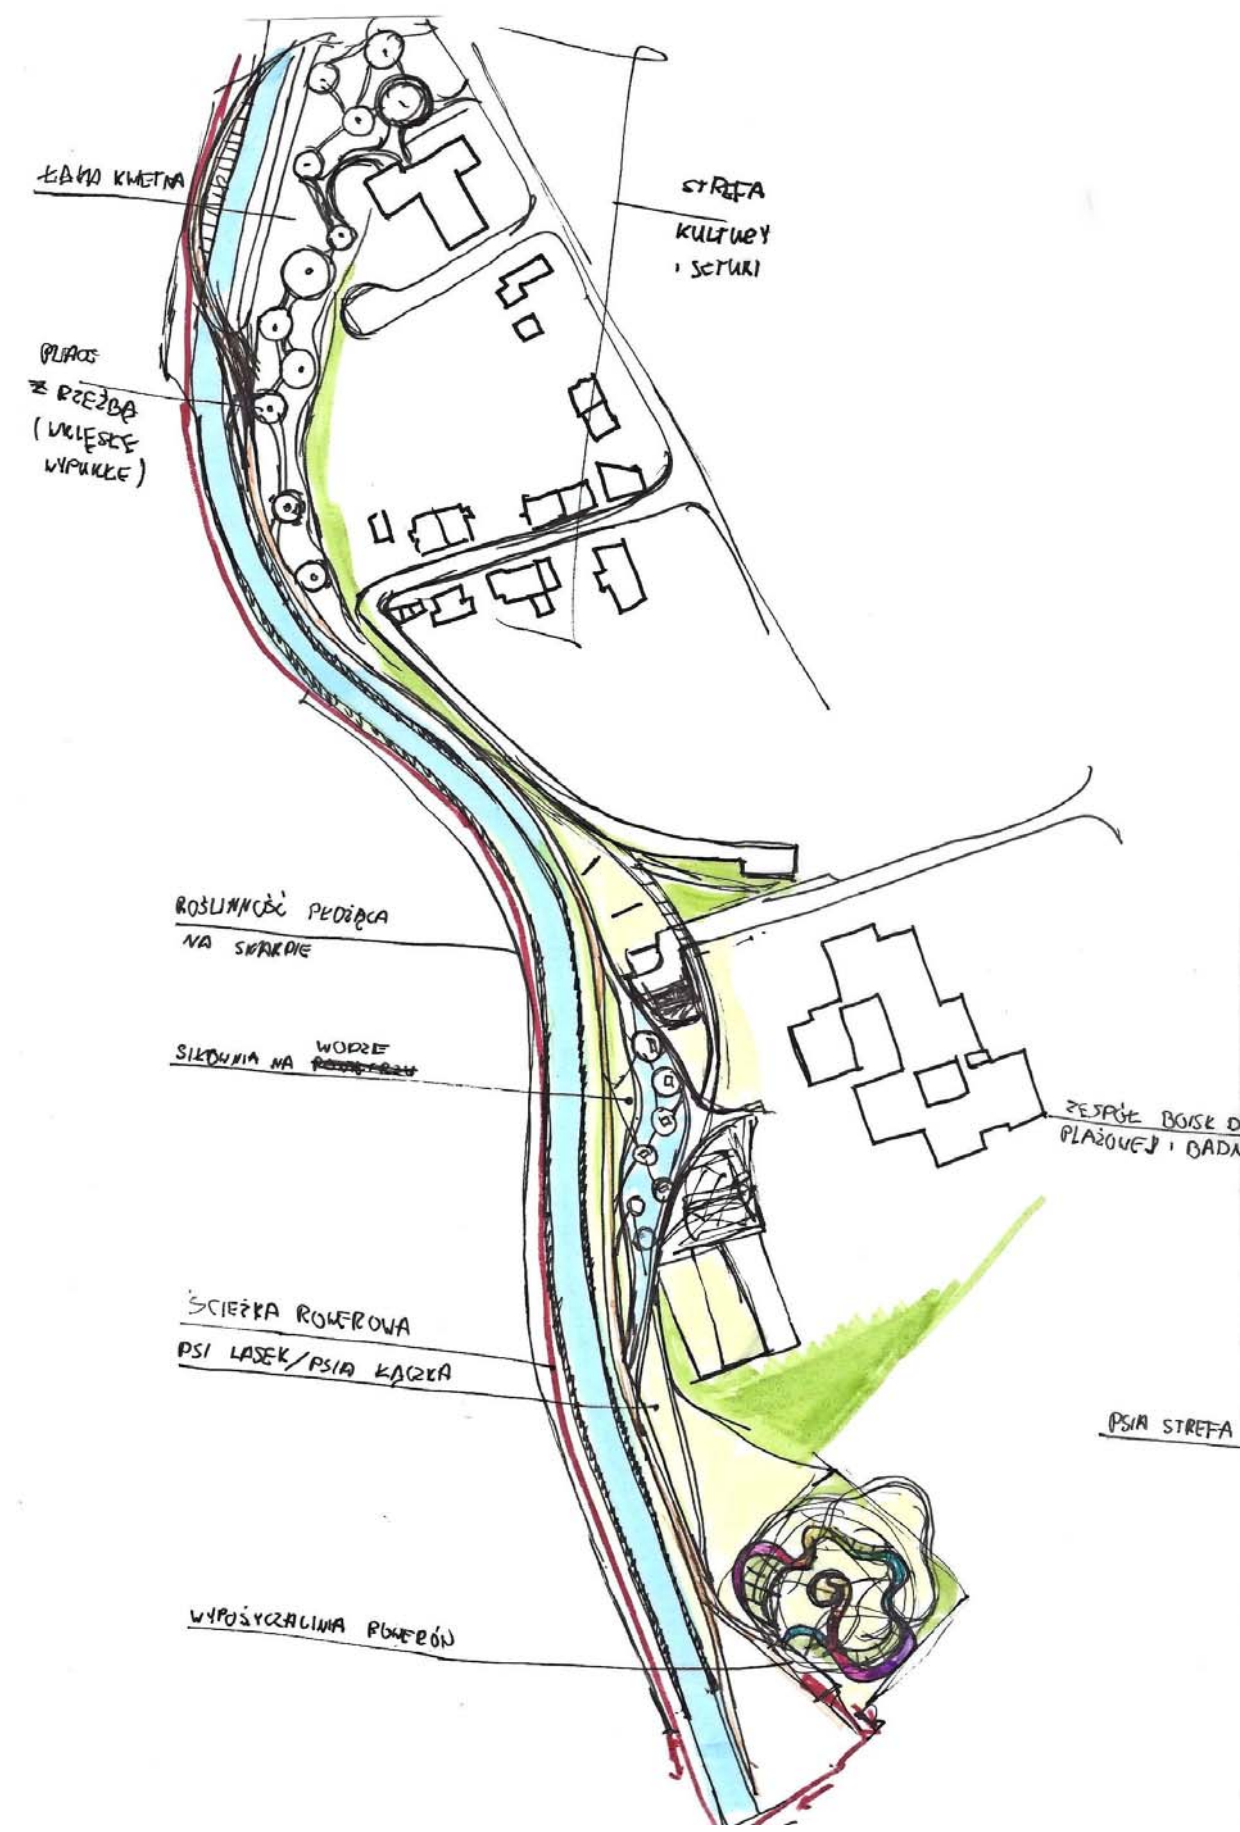 ŁĄKA KWIETNA
STREFA
KULTURY
I SZTUKI
PLAC
Z RZEŹBĄ
(WKLĘSŁE
WYPUKŁE)
ROŚLINNOŚĆ PŁOŻĄCA
NA SKARPIE
SIŁOWNIA NA WODZIE
ZESPÓŁ BOISK D
PLAŻOWEJ I BADM
ŚCIEŻKA ROWEROWA
PSI LASEK/PSIA ŁĄCZKA
PSIA STREFA
WYPOŻYCZALNIA ROWERÓW